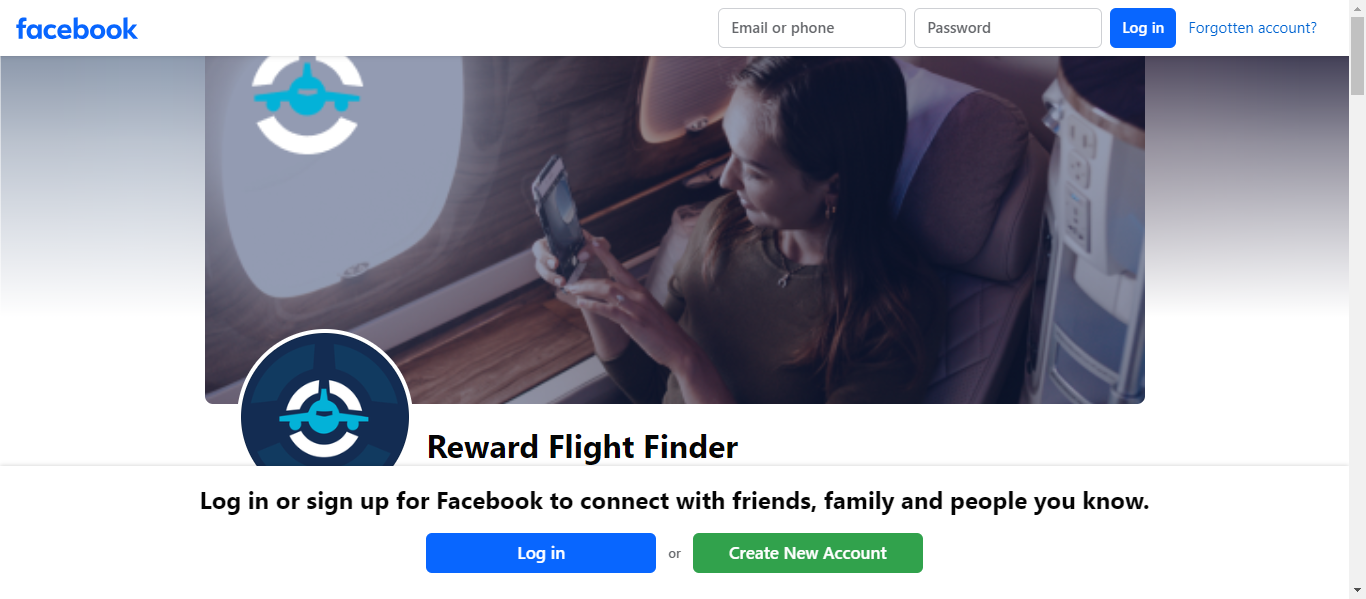 facebook
Email or phone
Password
Log in
Forgotten account?
Reward Flight Finder
Log in or sign up for Facebook to connect with friends, family and people you know.
Log in
or
Create New Account